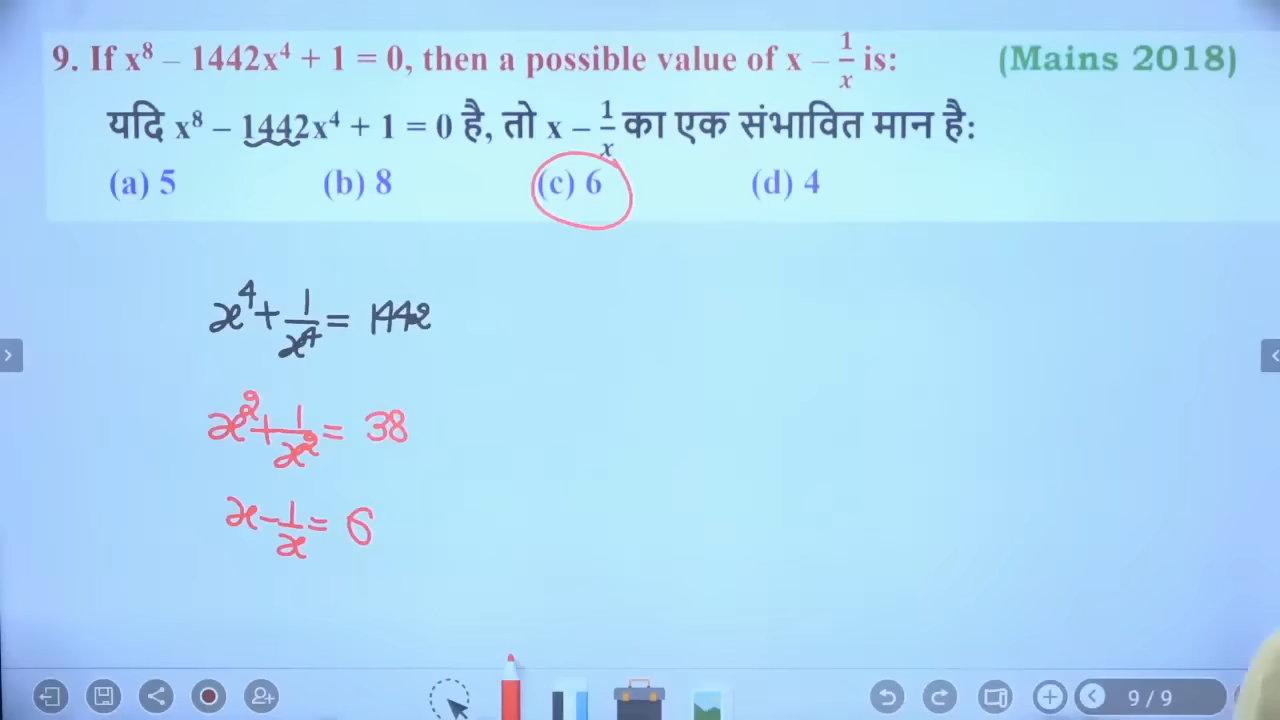 9. If x⁸ – 1442x⁴ + 1 = 0, then a possible value of x – 1/x is: (Mains 2018)
यदि x⁸ – 1442x⁴ + 1 = 0 है, तो x – 1/x का एक संभावित मान है:
(a) 5 (b) 8 (c) 6 (d) 4
x⁴ + 1/x⁴ = 1442
x² + 1/x² = 38
x – 1/x = 6
9 / 9